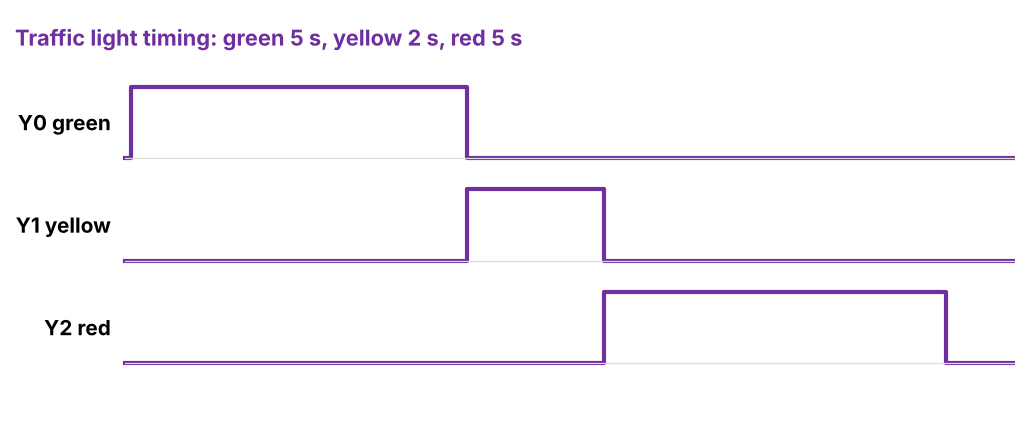 Traffic light timing: green 5 s, yellow 2 s, red 5 s
Y0 green
Y1 yellow
Y2 red